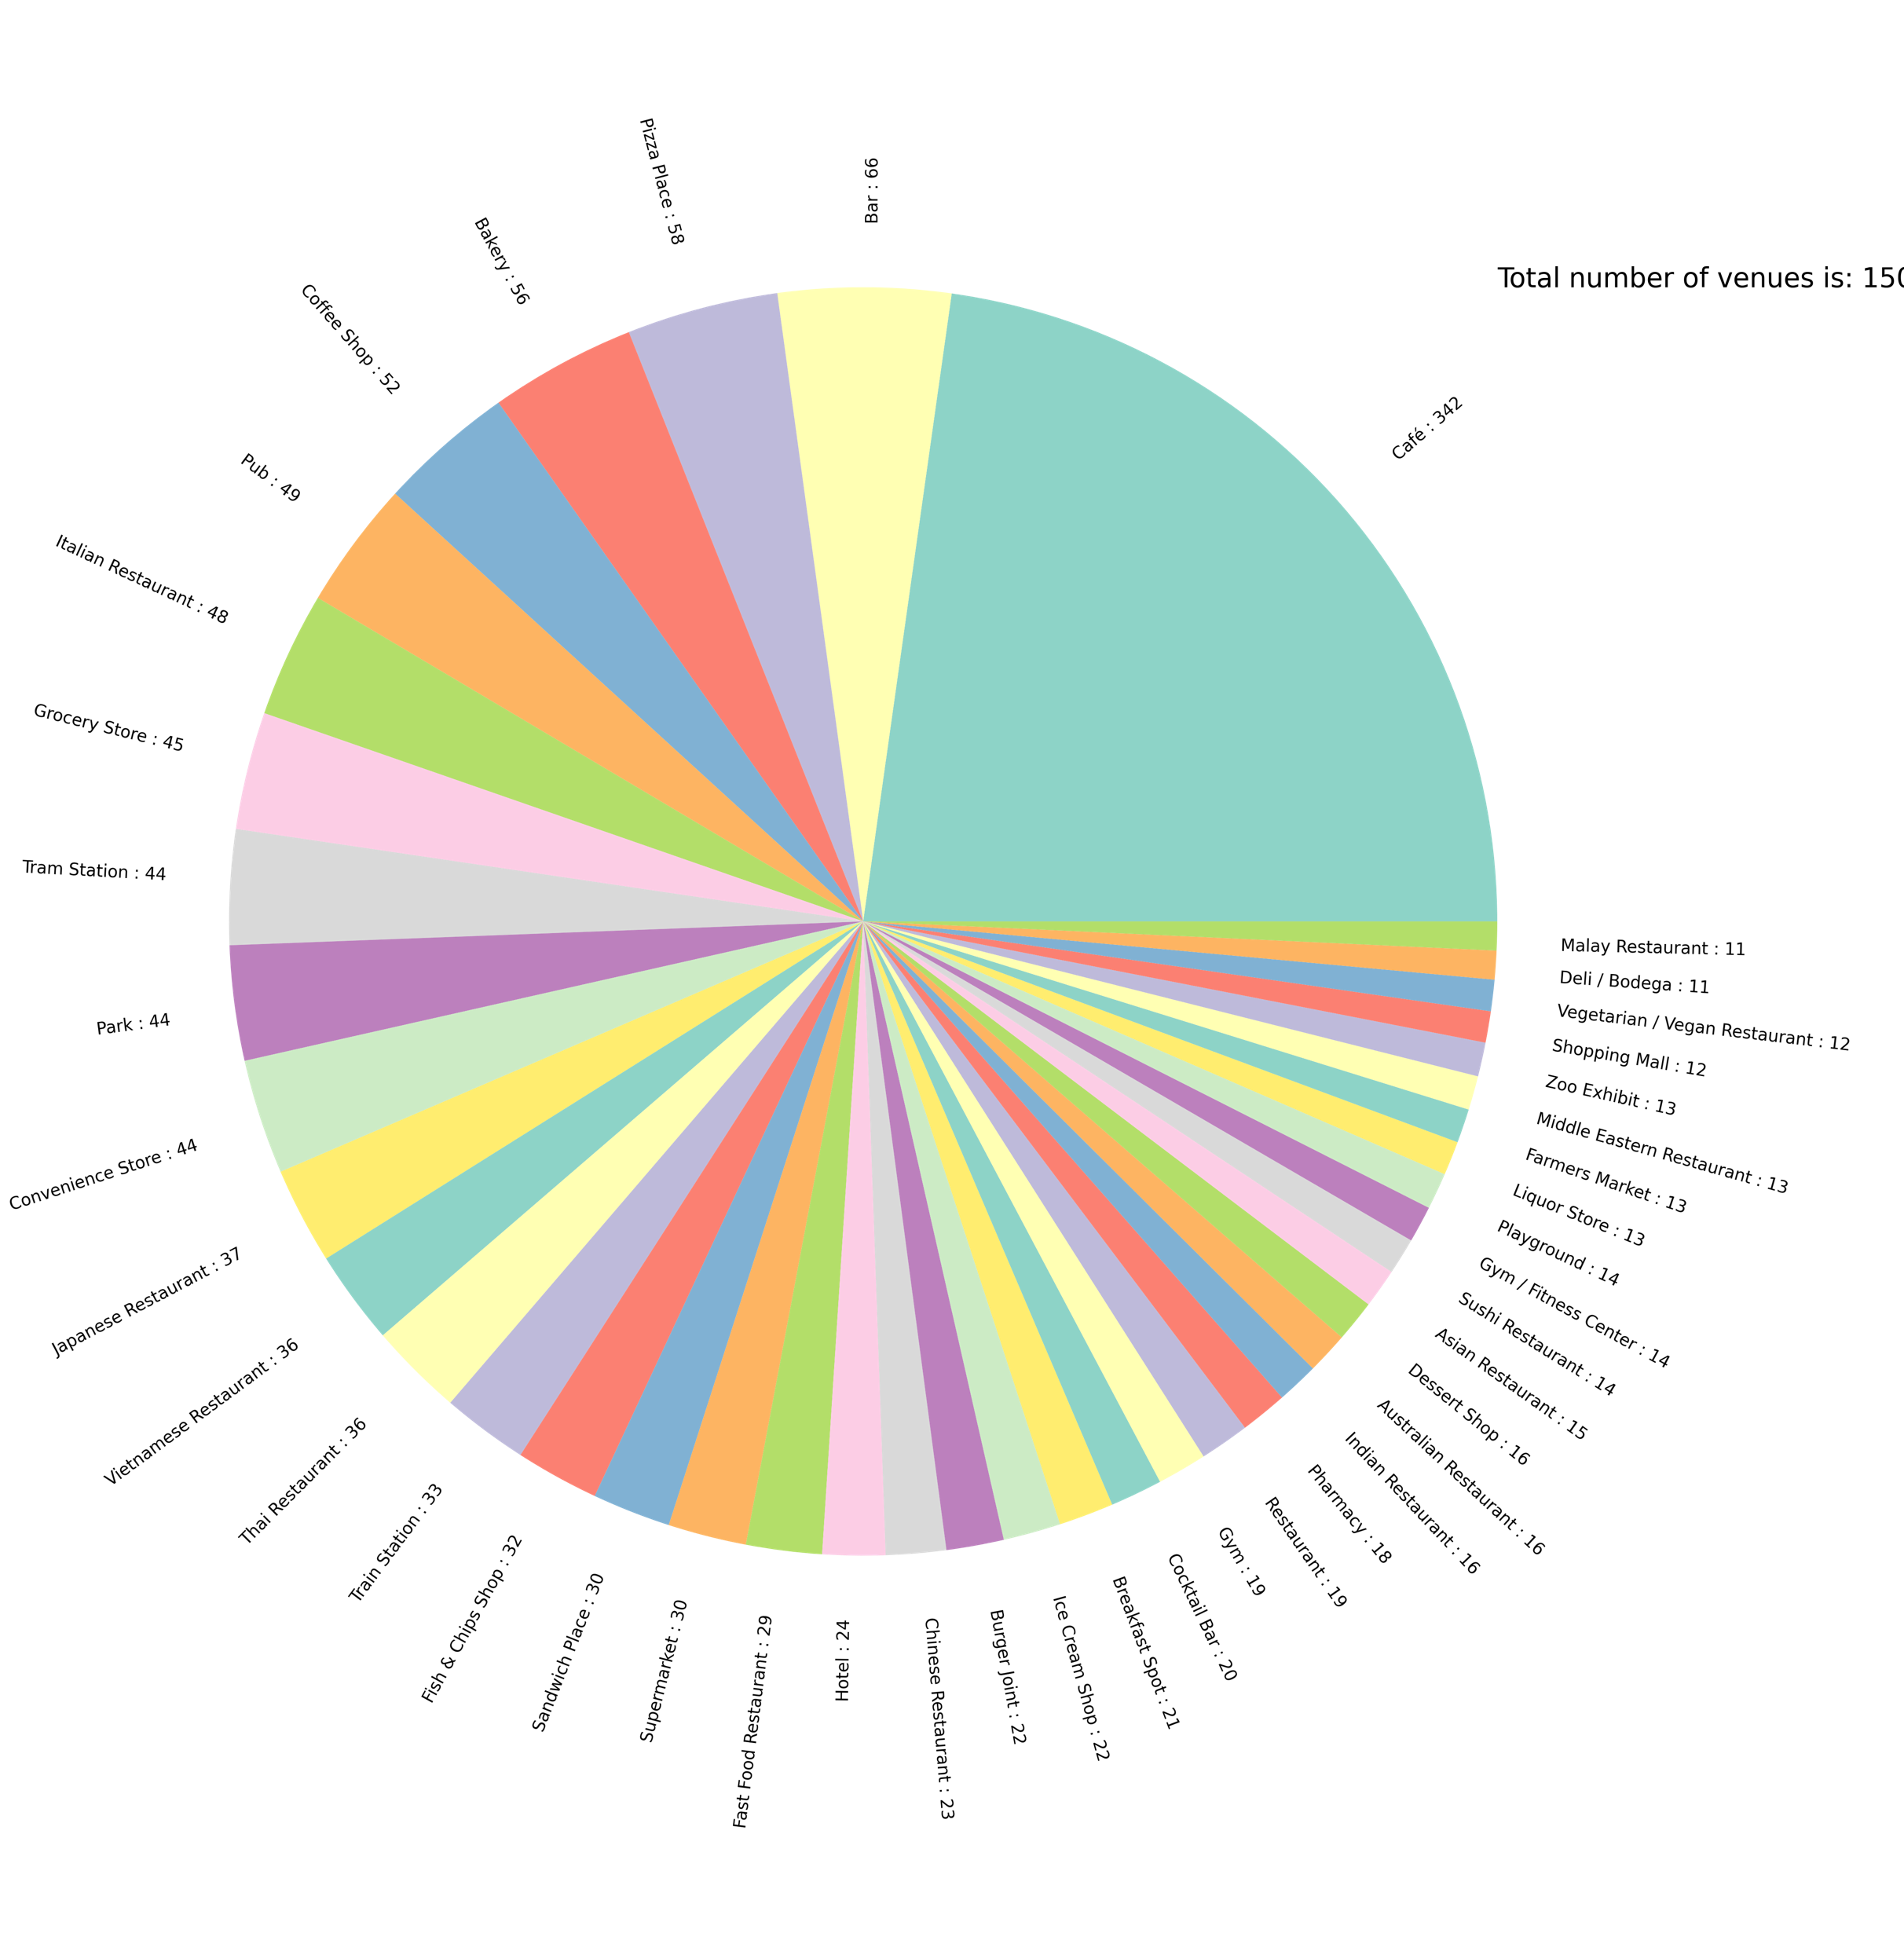 Total number of venues is: 150
Café : 342
Bar : 66
Pizza Place : 58
Bakery : 56
Coffee Shop : 52
Pub : 49
Italian Restaurant : 48
Grocery Store : 45
Tram Station : 44
Park : 44
Convenience Store : 44
Japanese Restaurant : 37
Vietnamese Restaurant : 36
Thai Restaurant : 36
Train Station : 33
Fish & Chips Shop : 32
Sandwich Place : 30
Supermarket : 30
Fast Food Restaurant : 29
Hotel : 24
Chinese Restaurant : 23
Burger Joint : 22
Ice Cream Shop : 22
Breakfast Spot : 21
Cocktail Bar : 20
Gym : 19
Restaurant : 19
Pharmacy : 18
Indian Restaurant : 16
Australian Restaurant : 16
Dessert Shop : 16
Asian Restaurant : 15
Sushi Restaurant : 14
Gym / Fitness Center : 14
Playground : 14
Liquor Store : 13
Farmers Market : 13
Middle Eastern Restaurant : 13
Zoo Exhibit : 13
Shopping Mall : 12
Vegetarian / Vegan Restaurant : 12
Deli / Bodega : 11
Malay Restaurant : 11